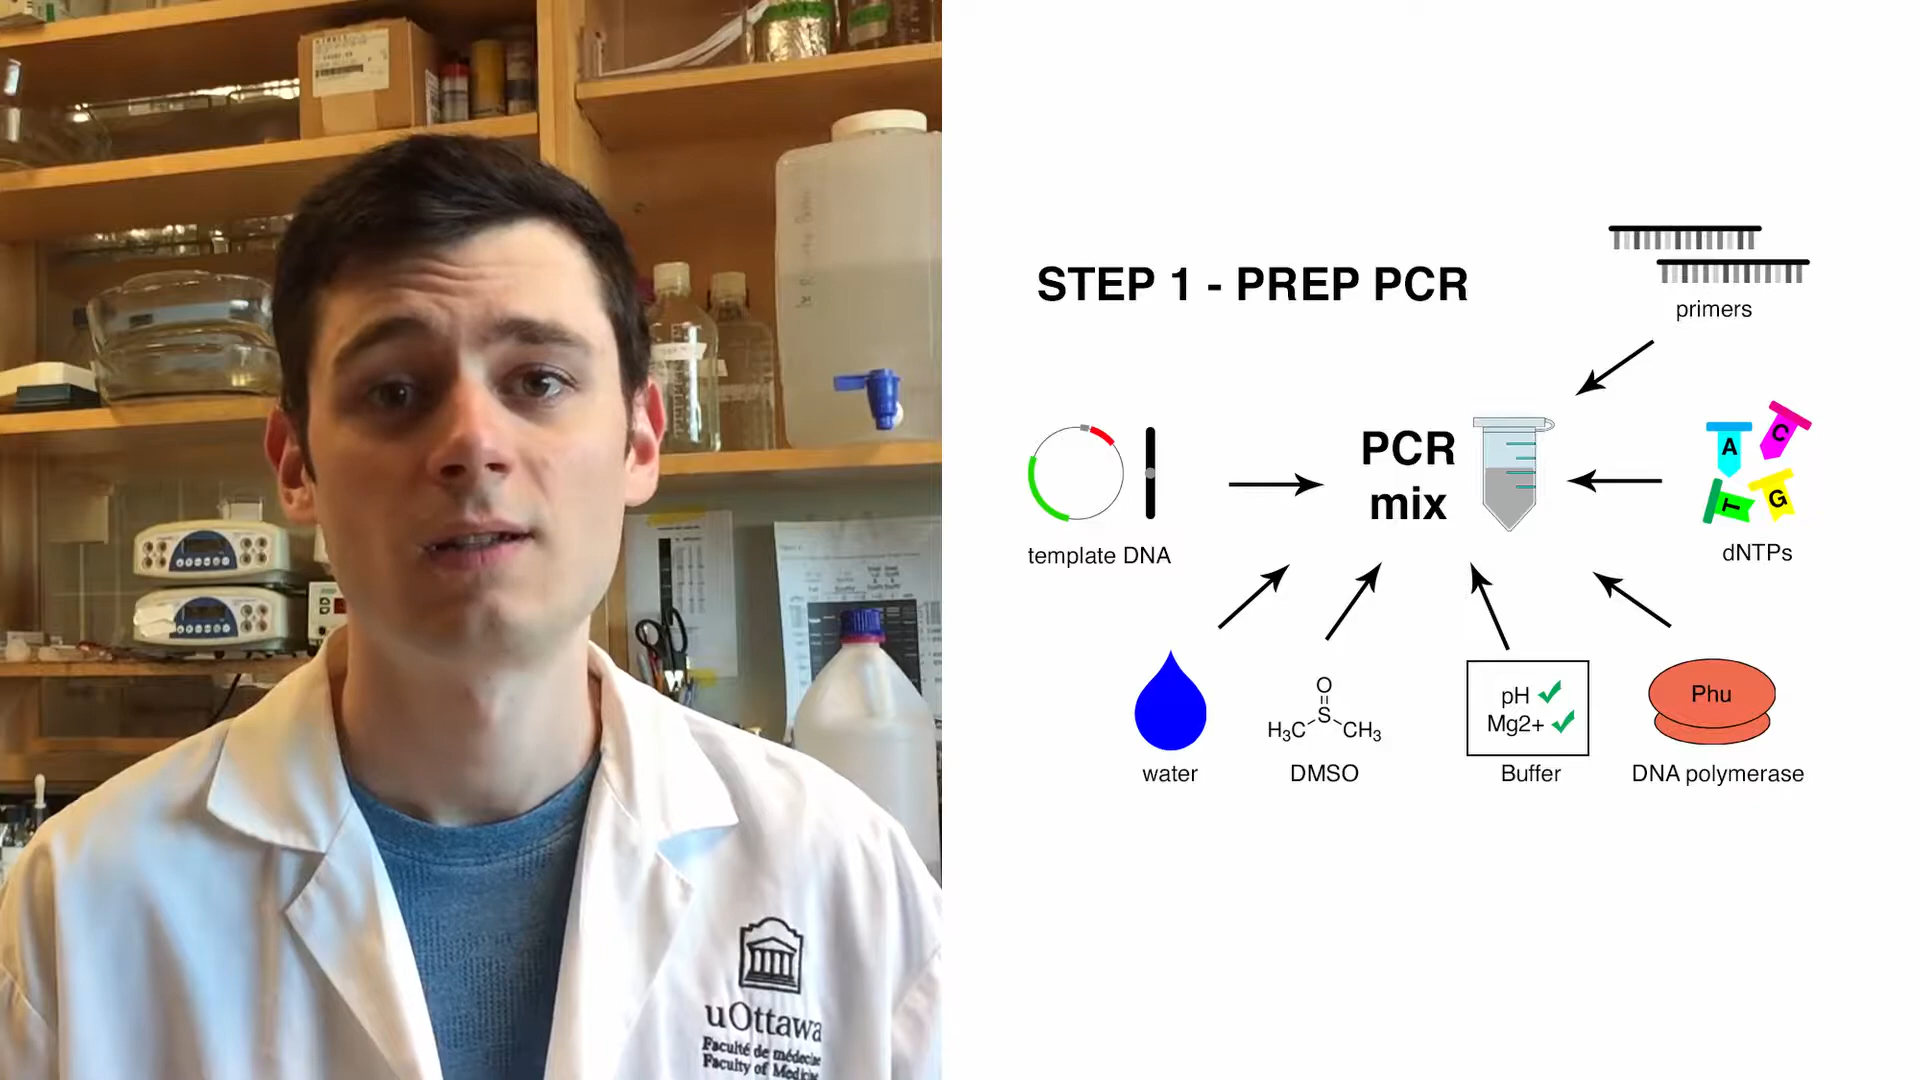 STEP 1 - PREP PCR
primers
PCR
mix
A
C
T
G
template DNA
dNTPs
O
S
H₃C
CH₃
pH
Mg2+
Phu
water
DMSO
Buffer
DNA polymerase
uOttawa
Faculté de médecine
Faculty of Medicine